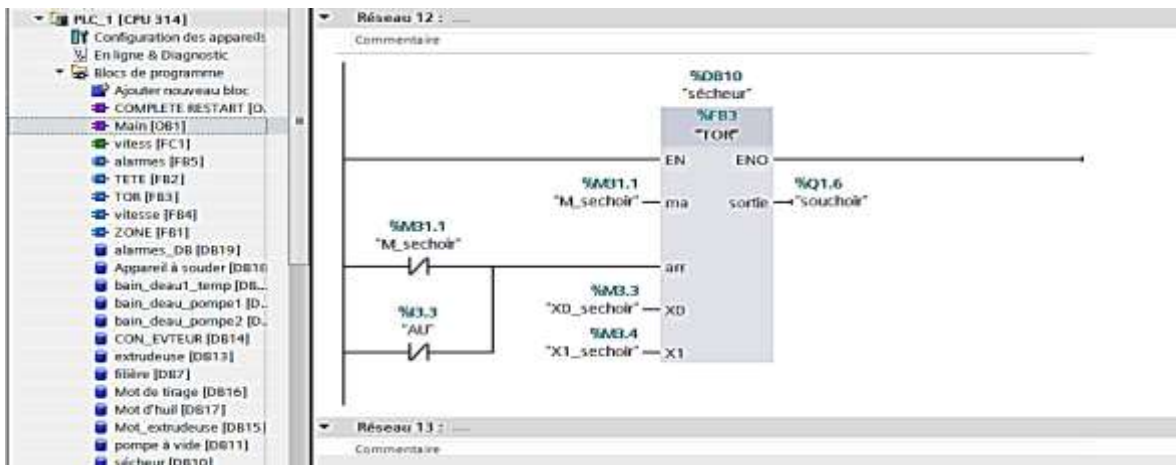 PLC_1 [CPU 314]
Configuration des appareils
En ligne & Diagnostic
Blocs de programme
Ajouter nouveau bloc
COMPLETE RESTART [O.
Main [OB1]
vitess [FC1]
alarmes [FB5]
TETE [FB2]
TOR [FB3]
vitesse [FB4]
ZONE [FB1]
alarmes_DB [DB19]
Appareil à souder [DB18
bain_deau1_temp [DB...
bain_deau_pompe1 [D...
bain_deau_pompe2 [D...
CON_EVTEUR [DB14]
extrudeuse [DB13]
filière [DB7]
Mot de tirage [DB16]
Mot d'huil [DB17]
Mot_extrudeuse [DB15]
pompe à vide [DB11]
sécheur [DB10]
Réseau 12 : ....
Commentaire
%DB10
"sécheur"
%FB3
"TOR"
EN ENO
%M31.1
"M_sechoir" ma
%Q1.6
sortie "souchoir"
%M31.1
"M_sechoir"
arr
%M3.3
"X0_sechoir" X0
%I3.3
"AU"
%M3.4
"X1_sechoir" X1
Réseau 13 : ....
Commentaire